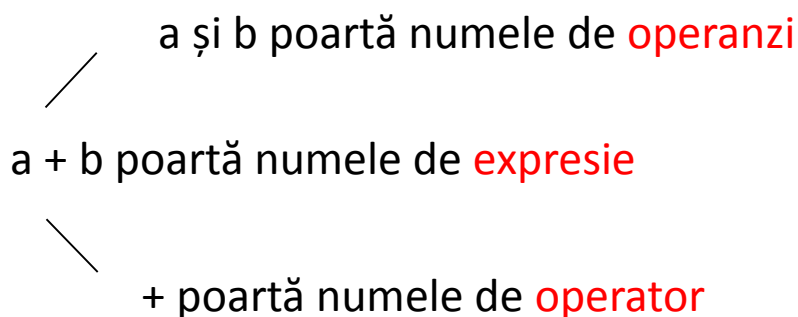 a și b poartă numele de operanzi
a + b poartă numele de expresie
+ poartă numele de operator